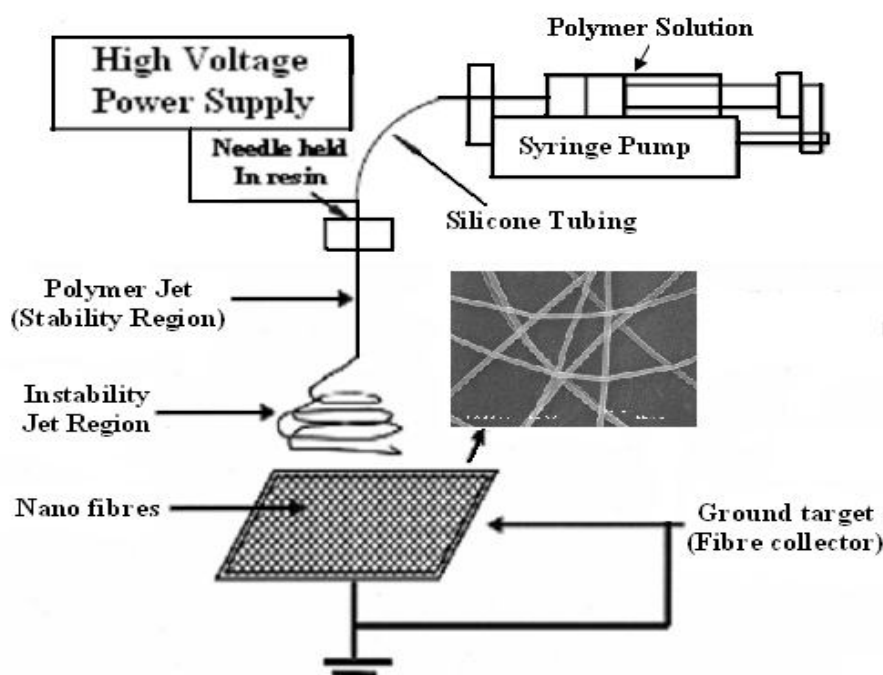 High Voltage
Power Supply
Polymer Solution
Needle held
In resin
Syringe Pump
Silicone Tubing
Polymer Jet
(Stability Region)
Instability
Jet Region
Nano fibres
Ground target
(Fibre collector)